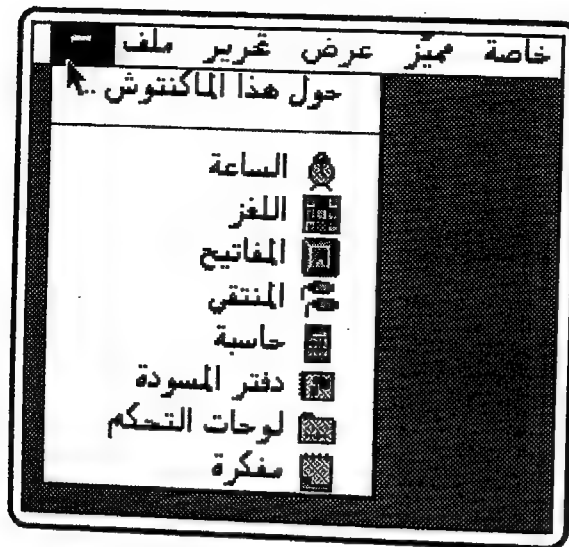 خاصة مميّز عرض تحرير ملف
حول هذا الماكنتوش ...
الساعة
اللغز
المفاتيح
المنتقي
حاسبة
دفتر المسودة
لوحات التحكم
مفكرة